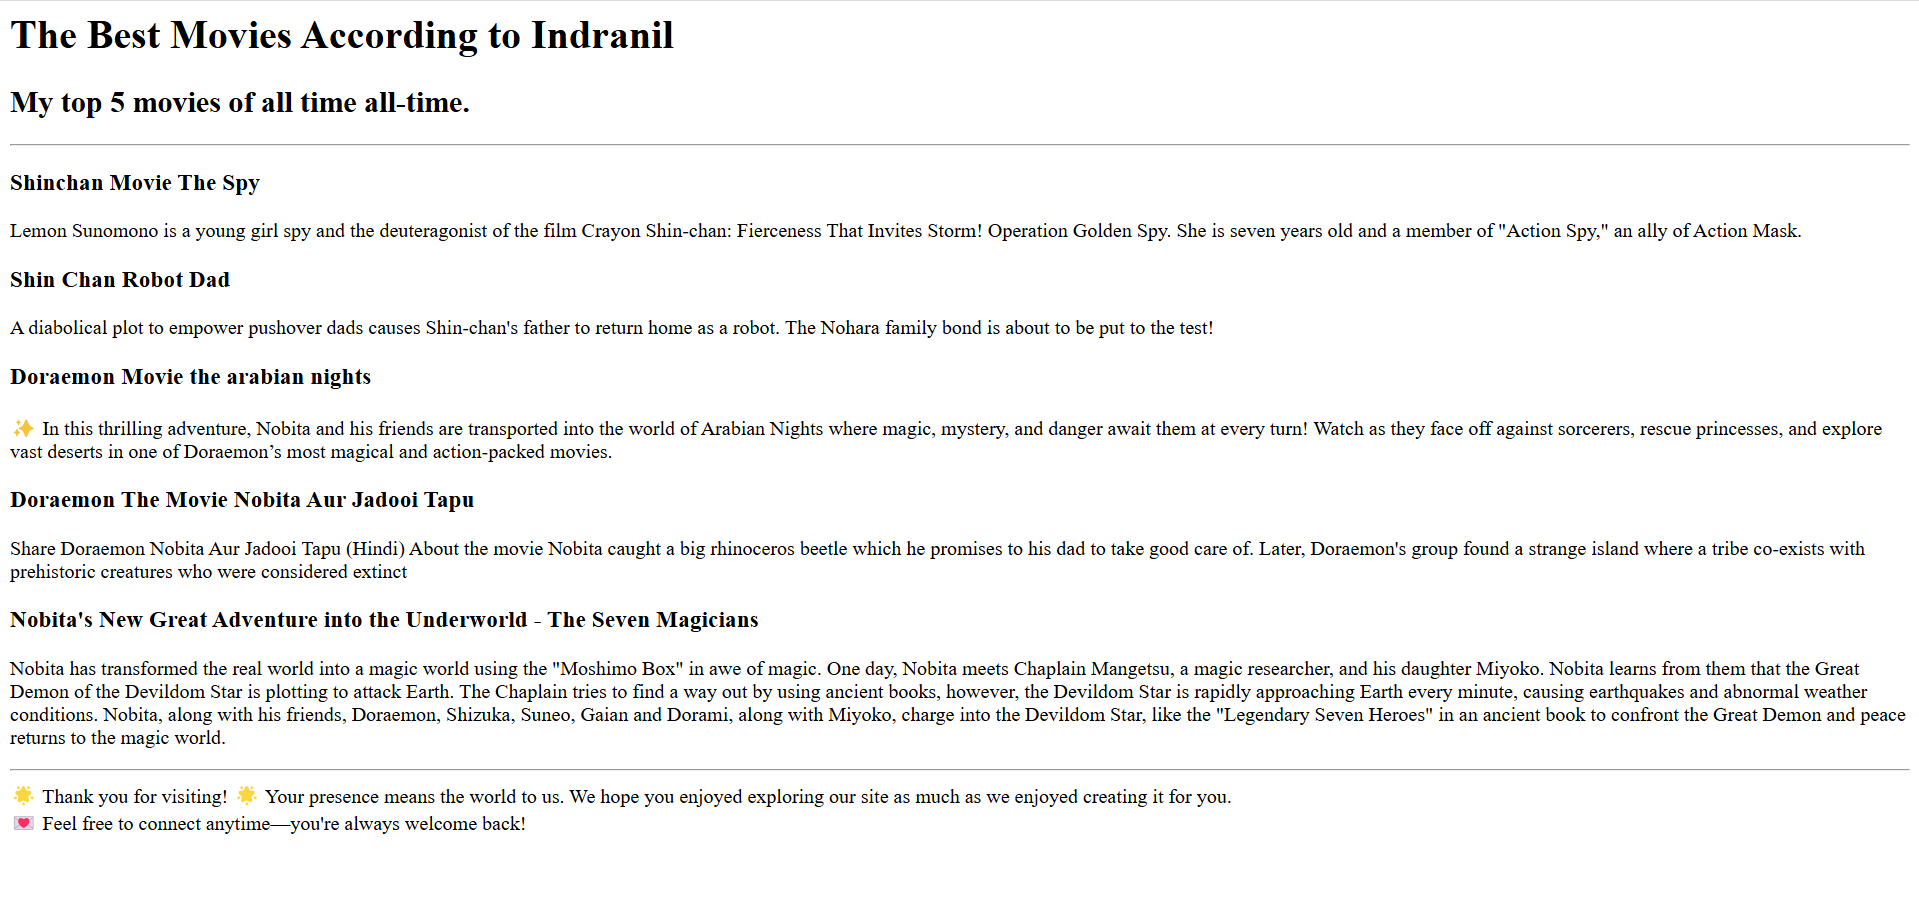 The Best Movies According to Indranil
My top 5 movies of all time all-time.
Shinchan Movie The Spy
Lemon Sunomono is a young girl spy and the deuteragonist of the film Crayon Shin-chan: Fierceness That Invites Storm! Operation Golden Spy. She is seven years old and a member of "Action Spy," an ally of Action Mask.
Shin Chan Robot Dad
A diabolical plot to empower pushover dads causes Shin-chan's father to return home as a robot. The Nohara family bond is about to be put to the test!
Doraemon Movie the arabian nights
✨ In this thrilling adventure, Nobita and his friends are transported into the world of Arabian Nights where magic, mystery, and danger await them at every turn! Watch as they face off against sorcerers, rescue princesses, and explore
vast deserts in one of Doraemon’s most magical and action-packed movies.
Doraemon The Movie Nobita Aur Jadooi Tapu
Share Doraemon Nobita Aur Jadooi Tapu (Hindi) About the movie Nobita caught a big rhinoceros beetle which he promises to his dad to take good care of. Later, Doraemon's group found a strange island where a tribe co-exists with
prehistoric creatures who were considered extinct
Nobita's New Great Adventure into the Underworld - The Seven Magicians
Nobita has transformed the real world into a magic world using the "Moshimo Box" in awe of magic. One day, Nobita meets Chaplain Mangetsu, a magic researcher, and his daughter Miyoko. Nobita learns from them that the Great
Demon of the Devildom Star is plotting to attack Earth. The Chaplain tries to find a way out by using ancient books, however, the Devildom Star is rapidly approaching Earth every minute, causing earthquakes and abnormal weather
conditions. Nobita, along with his friends, Doraemon, Shizuka, Suneo, Gaian and Dorami, along with Miyoko, charge into the Devildom Star, like the "Legendary Seven Heroes" in an ancient book to confront the Great Demon and peace
returns to the magic world.
🌟 Thank you for visiting! 🌟 Your presence means the world to us. We hope you enjoyed exploring our site as much as we enjoyed creating it for you.
💌 Feel free to connect anytime—you're always welcome back!